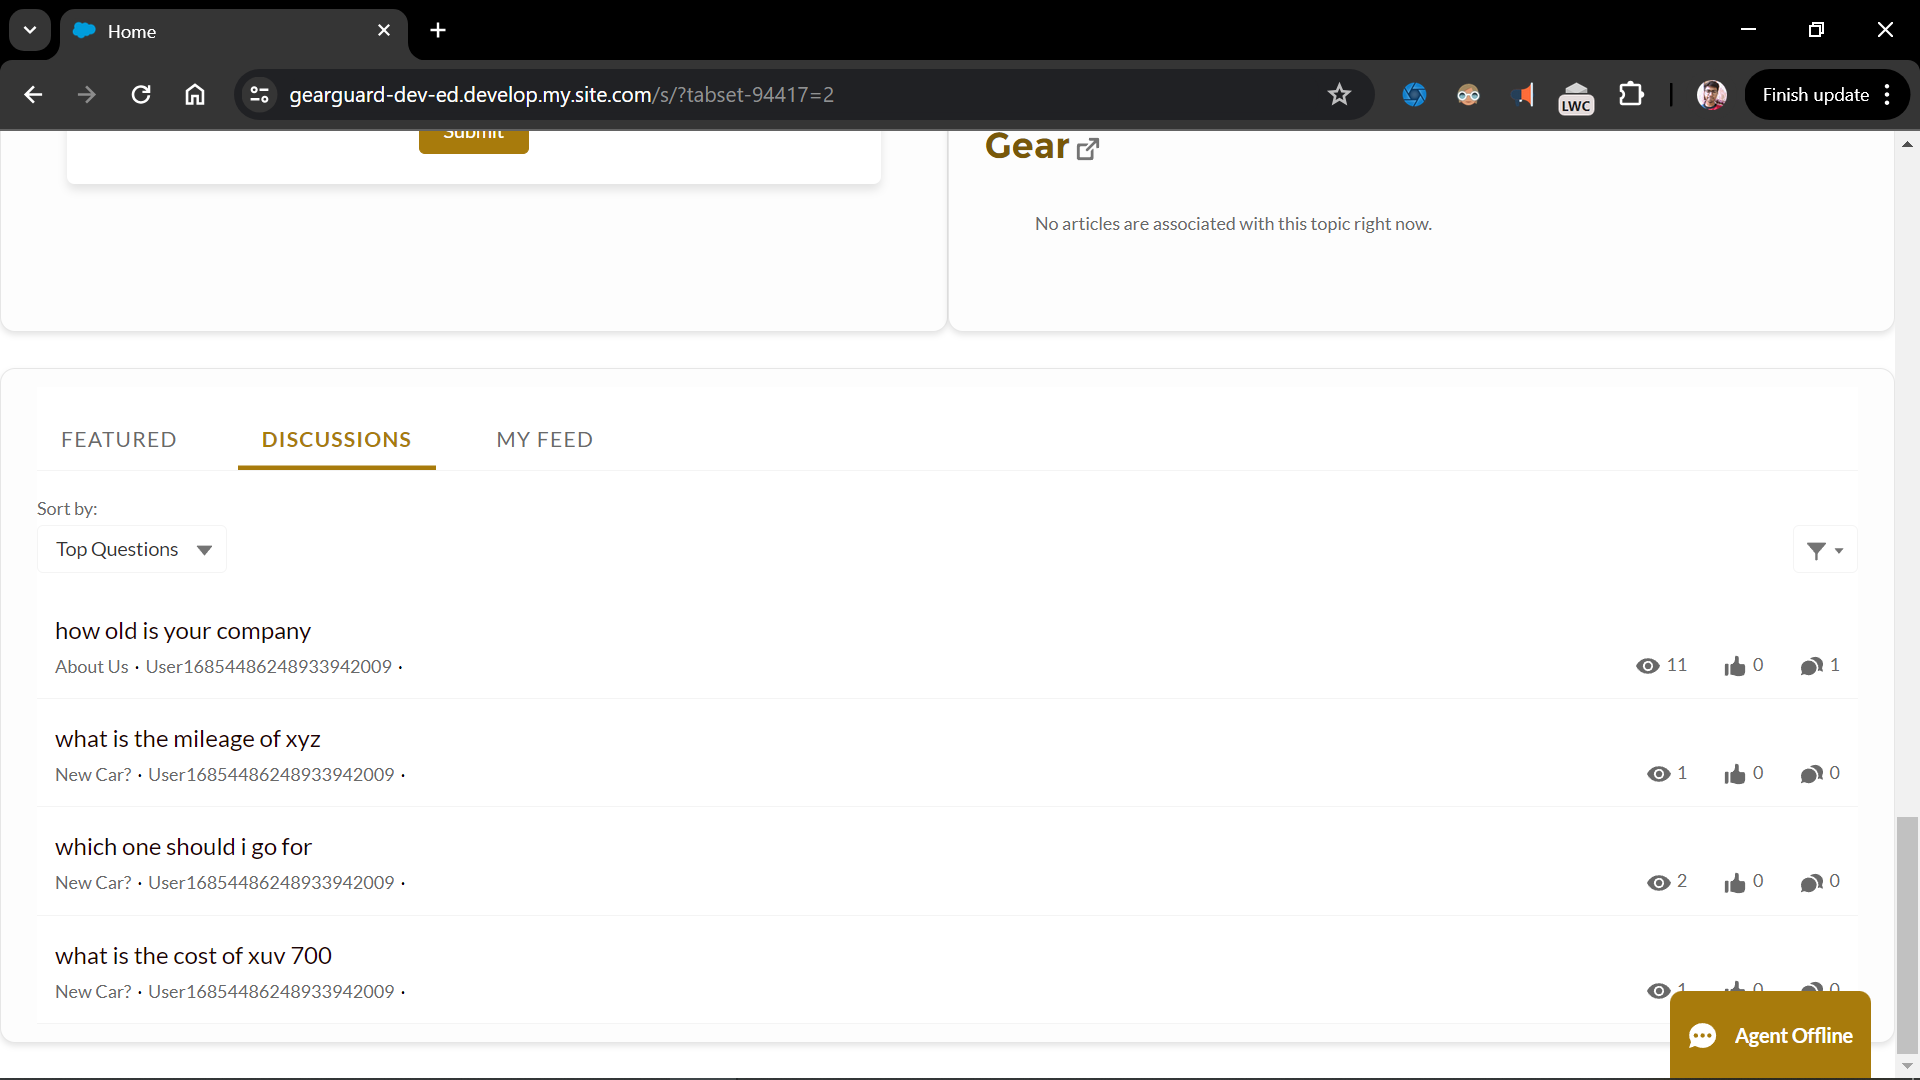 Home
gearguard-dev-ed.develop.my.site.com/s/?tabset-94417=2
LWC
Finish update
Submit
Gear
No articles are associated with this topic right now.
FEATURED DISCUSSIONS MY FEED
Sort by:
Top Questions
how old is your company
About Us · User16854486248933942009 ·
11 0 1
what is the mileage of xyz
New Car? · User16854486248933942009 ·
1 0 0
which one should i go for
New Car? · User16854486248933942009 ·
2 0 0
what is the cost of xuv 700
New Car? · User16854486248933942009 ·
1 0 0
Agent Offline